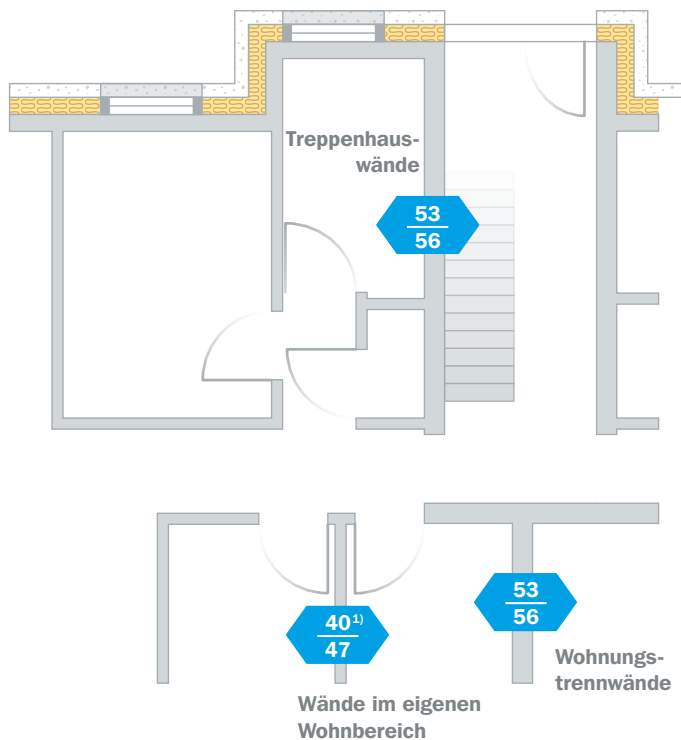 Treppenhaus-
wände
53
56
53
56
40¹⁾
47
Wohnungs-
trennwände
Wände im eigenen
Wohnbereich